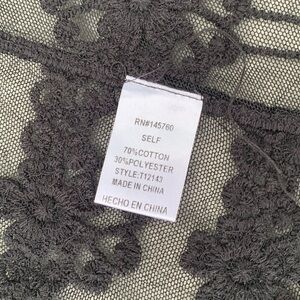 RN#145760
SELF
70%COTTON
30%POLYESTER
STYLE:T12143
MADE IN CHINA
HECHO EN CHINA